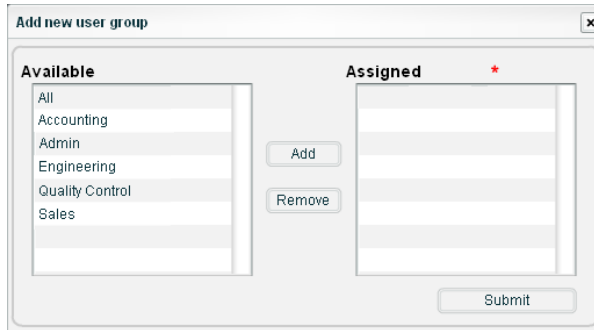 Add new user group
Available
Assigned *
All
Accounting
Admin
Engineering
Quality Control
Sales
Add
Remove
Submit